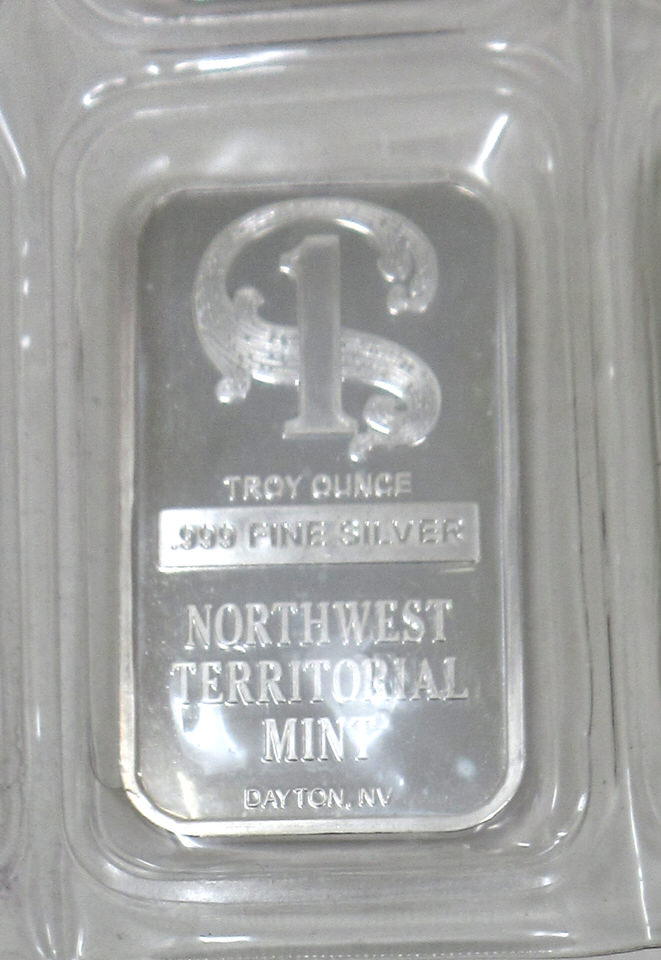 1
TROY OUNCE
.999 FINE SILVER
NORTHWEST
TERRITORIAL
MINT
DAYTON, NV